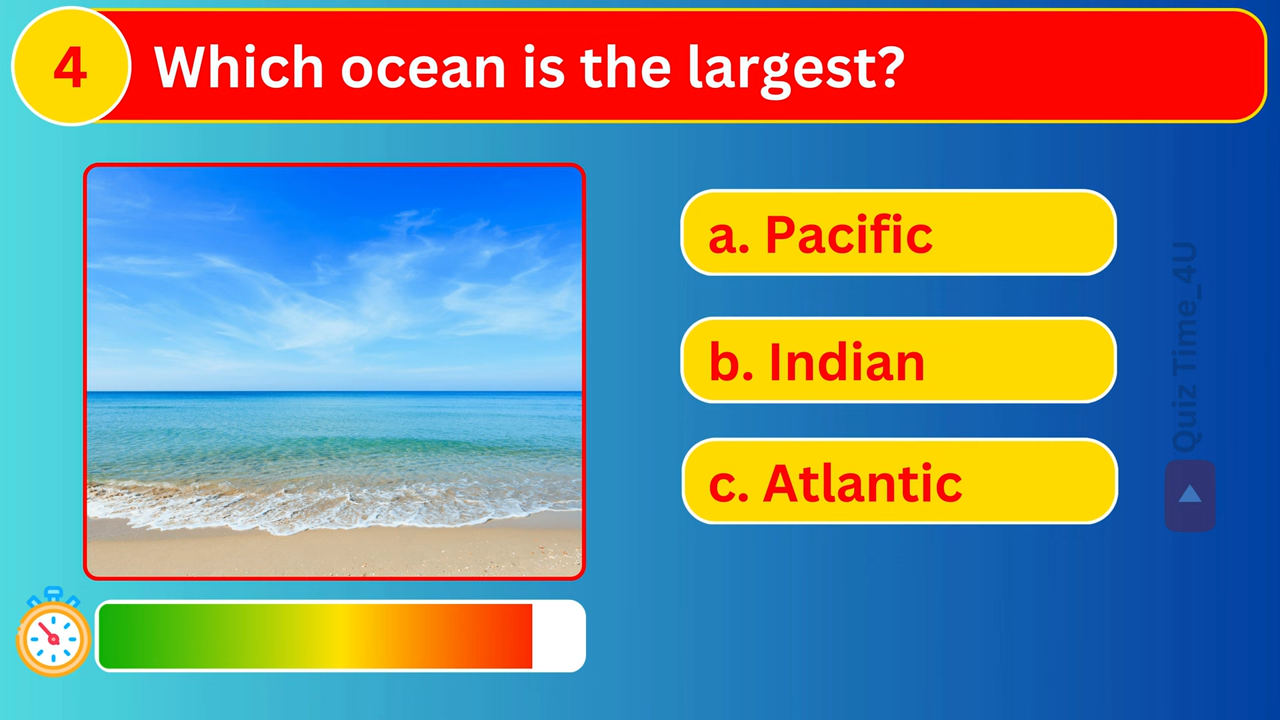 4
Which ocean is the largest?
a. Pacific
b. Indian
c. Atlantic
Quiz Time_4U